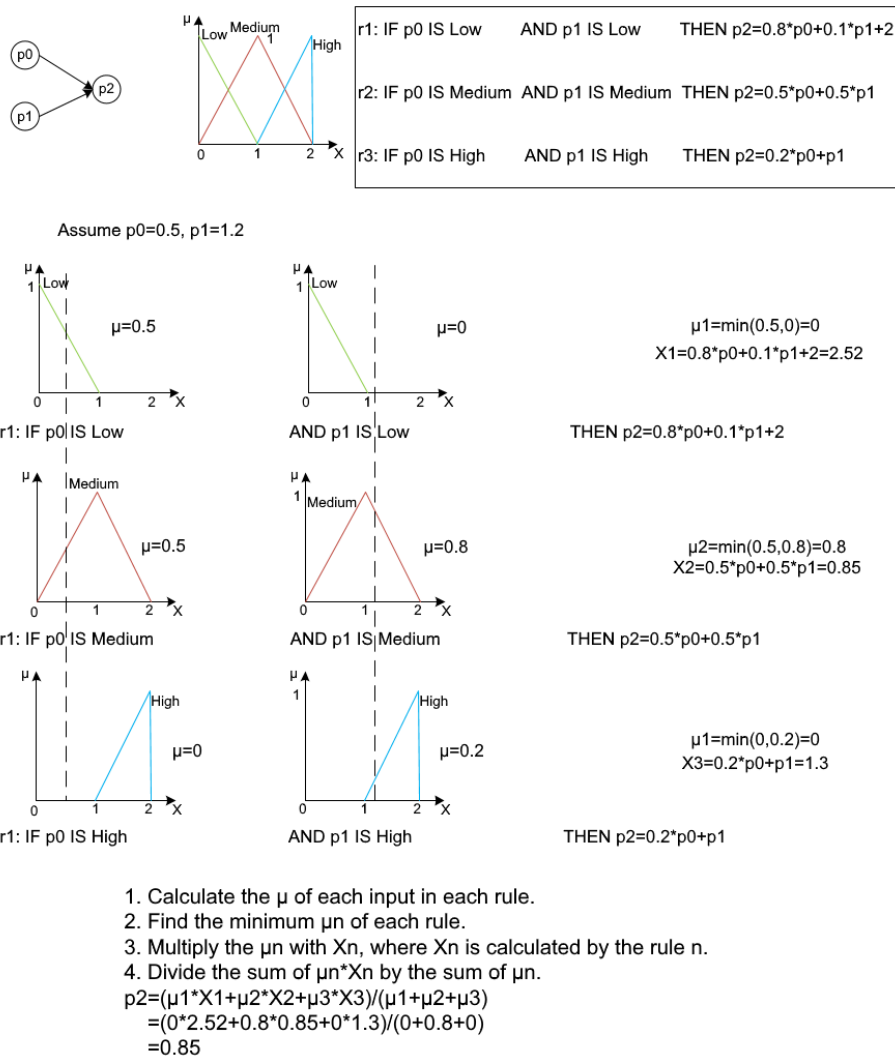 p0
p1
p2
μ
Low
Medium
1
High
0
1
2
X
r1: IF p0 IS Low AND p1 IS Low THEN p2=0.8*p0+0.1*p1+2
r2: IF p0 IS Medium AND p1 IS Medium THEN p2=0.5*p0+0.5*p1
r3: IF p0 IS High AND p1 IS High THEN p2=0.2*p0+p1
Assume p0=0.5, p1=1.2
μ
1
Low
μ=0.5
0
1
2
X
μ
1
Low
μ=0
0
1
2
X
μ1=min(0.5,0)=0
X1=0.8*p0+0.1*p1+2=2.52
r1: IF p0 IS Low AND p1 IS Low THEN p2=0.8*p0+0.1*p1+2
μ
Medium
μ=0.5
0
1
2
X
μ
1
Medium
μ=0.8
0
1
2
X
μ2=min(0.5,0.8)=0.8
X2=0.5*p0+0.5*p1=0.85
r1: IF p0 IS Medium AND p1 IS Medium THEN p2=0.5*p0+0.5*p1
μ
High
μ=0
0
1
2
X
μ
1
High
μ=0.2
0
1
2
X
μ1=min(0,0.2)=0
X3=0.2*p0+p1=1.3
r1: IF p0 IS High AND p1 IS High THEN p2=0.2*p0+p1
1. Calculate the μ of each input in each rule.
2. Find the minimum μn of each rule.
3. Multiply the μn with Xn, where Xn is calculated by the rule n.
4. Divide the sum of μn*Xn by the sum of μn.
p2=(μ1*X1+μ2*X2+μ3*X3)/(μ1+μ2+μ3)
=(0*2.52+0.8*0.85+0*1.3)/(0+0.8+0)
=0.85